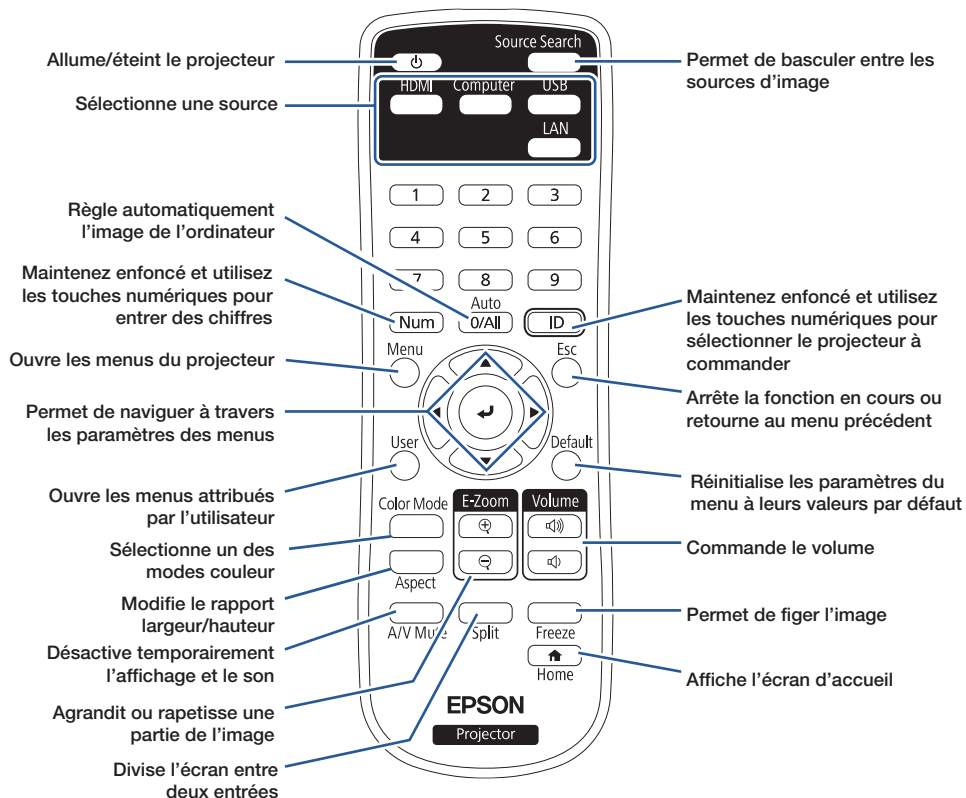 Allume/éteint le projecteur
Sélectionne une source
Règle automatiquement
l'image de l'ordinateur
Maintenez enfoncé et utilisez
les touches numériques pour
entrer des chiffres
Ouvre les menus du projecteur
Permet de naviguer à travers
les paramètres des menus
Ouvre les menus attribués
par l'utilisateur
Sélectionne un des
modes couleur
Modifie le rapport
largeur/hauteur
Désactive temporairement
l'affichage et le son
Agrandit ou rapetisse une
partie de l'image
Divise l'écran entre
deux entrées
Source Search
HDMI Computer USB
LAN
1 2 3
4 5 6
7 8 9
Auto
Num 0/All ID
Menu Esc
User Default
Color Mode E-Zoom Volume
Aspect
A/V Mute Split Freeze
Home
EPSON
Projector
Permet de basculer entre les
sources d'image
Maintenez enfoncé et utilisez
les touches numériques pour
sélectionner le projecteur à
commander
Arrête la fonction en cours ou
retourne au menu précédent
Réinitialise les paramètres du
menu à leurs valeurs par défaut
Commande le volume
Permet de figer l'image
Affiche l'écran d'accueil